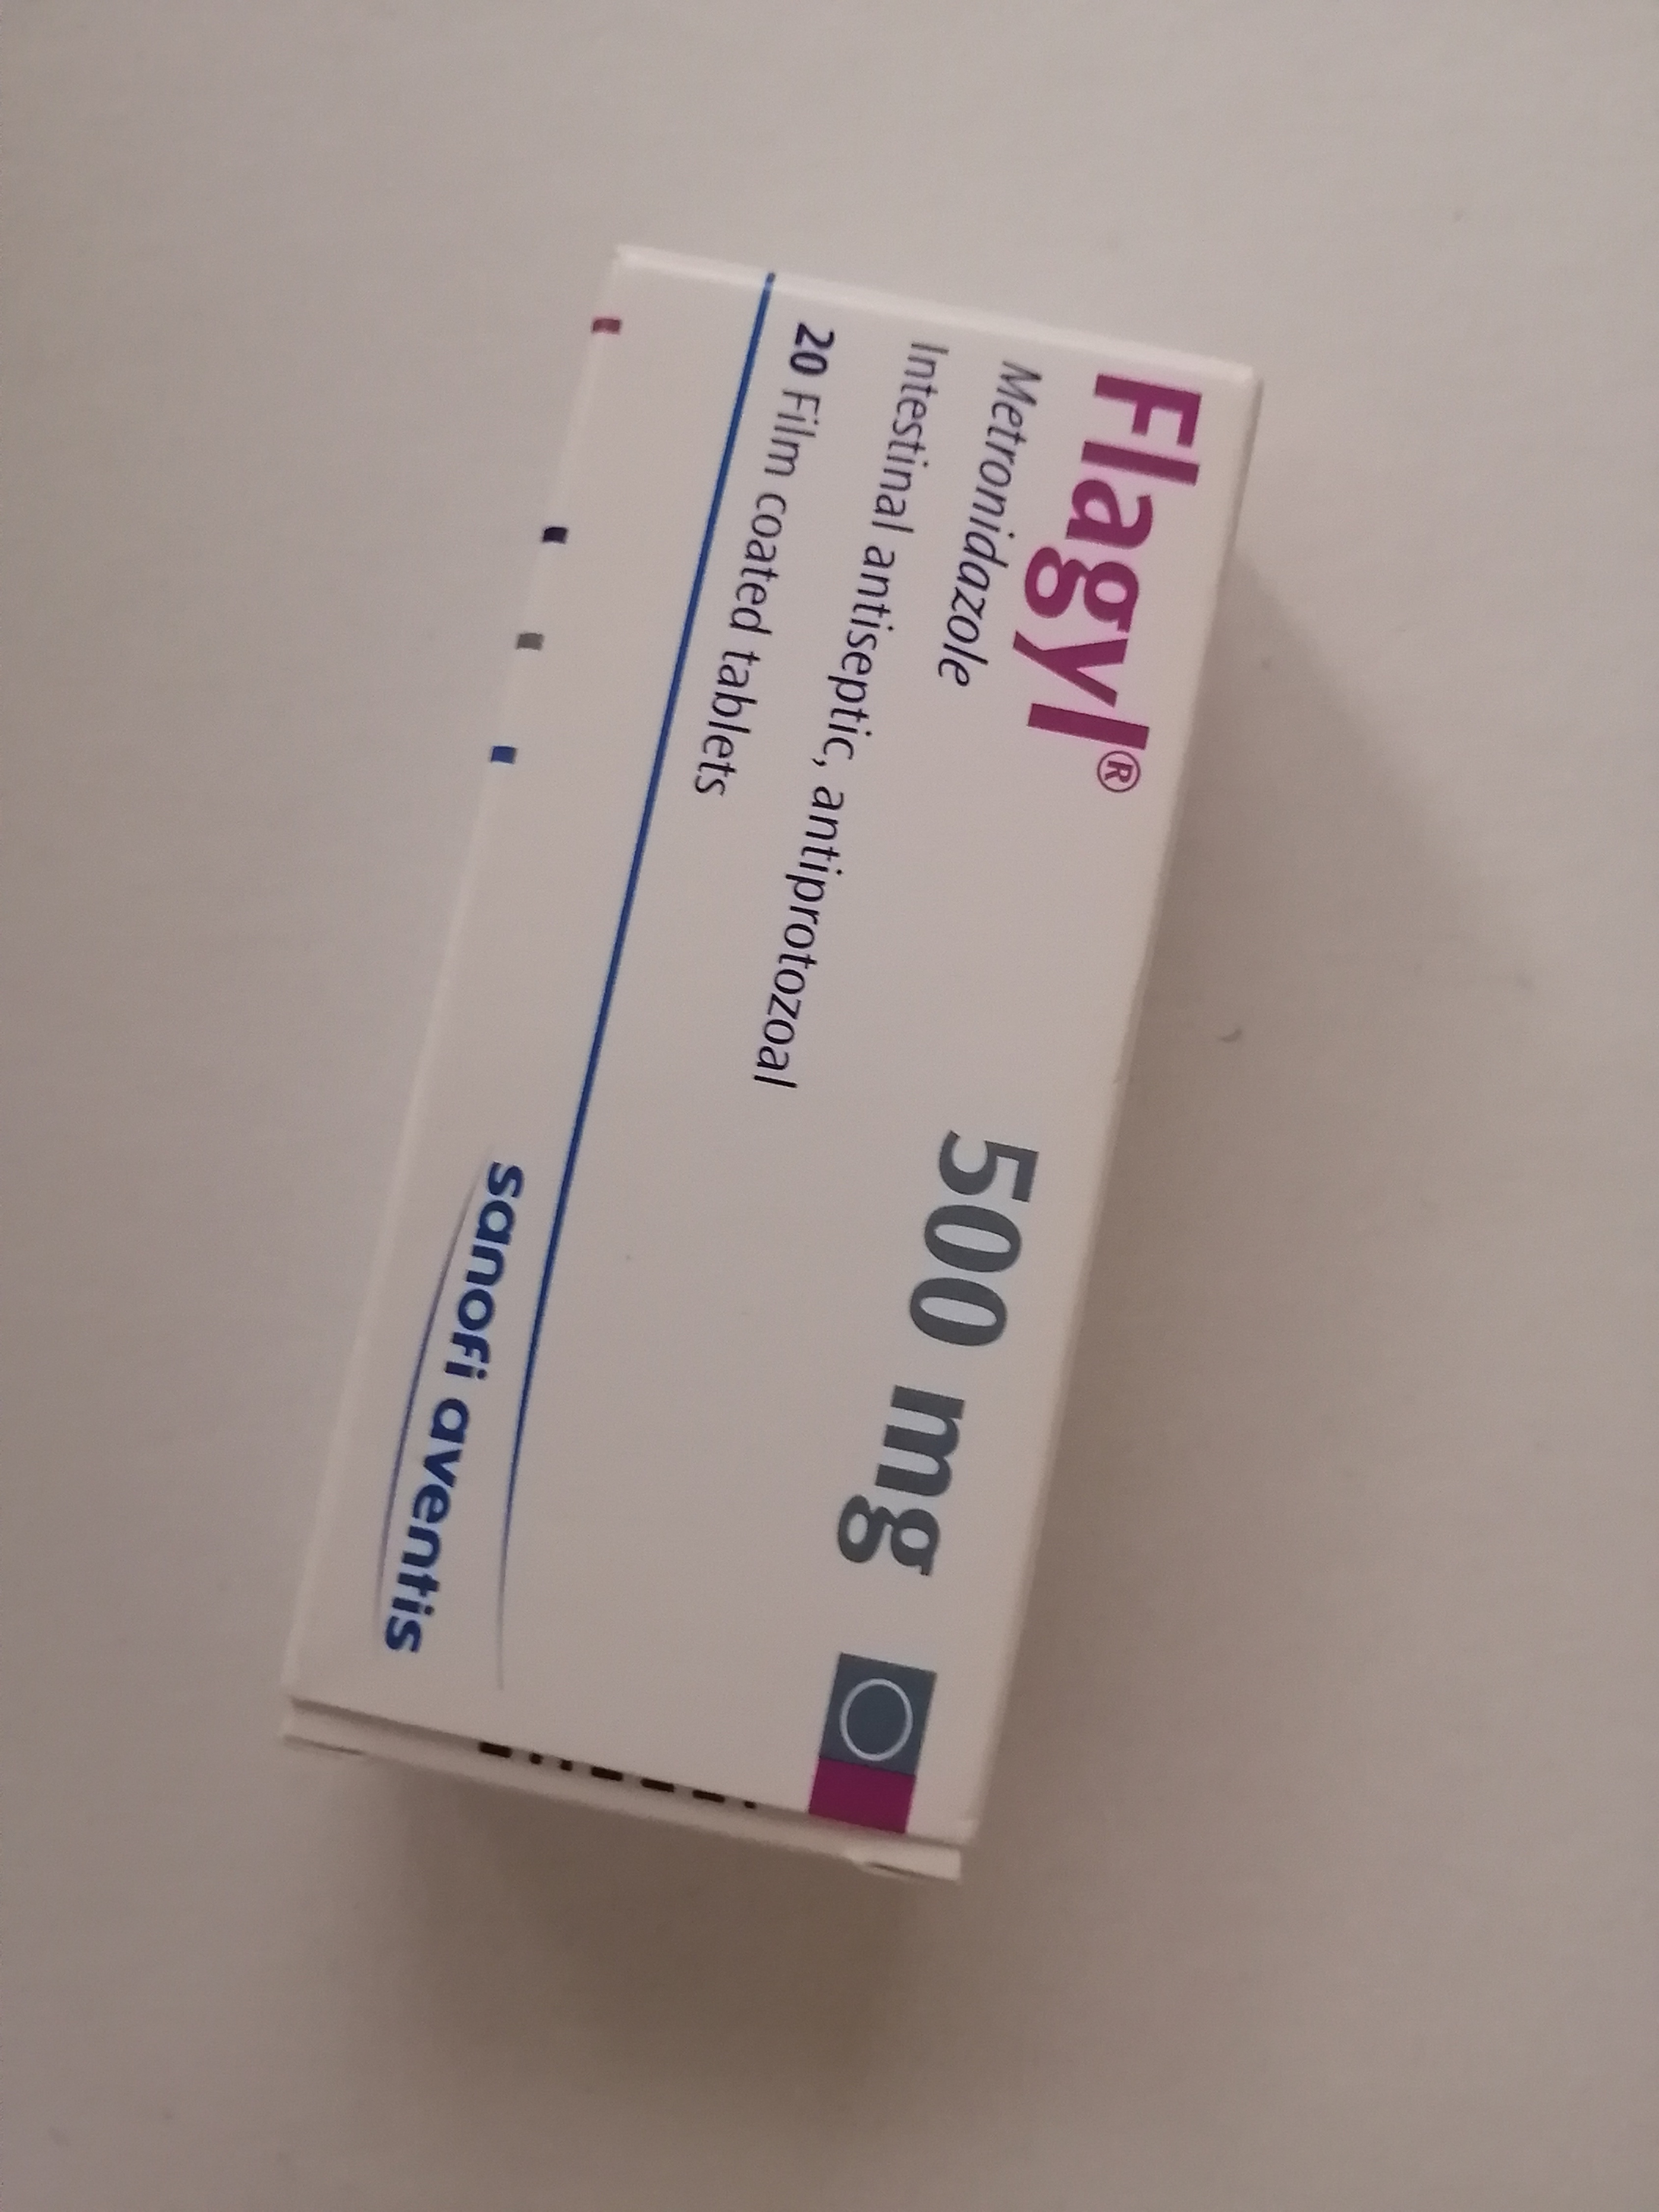 Flagyl®
500 mg
Metronidazole
Intestinal antiseptic, antiprotozoal
20 Film coated tablets
sanofi aventis